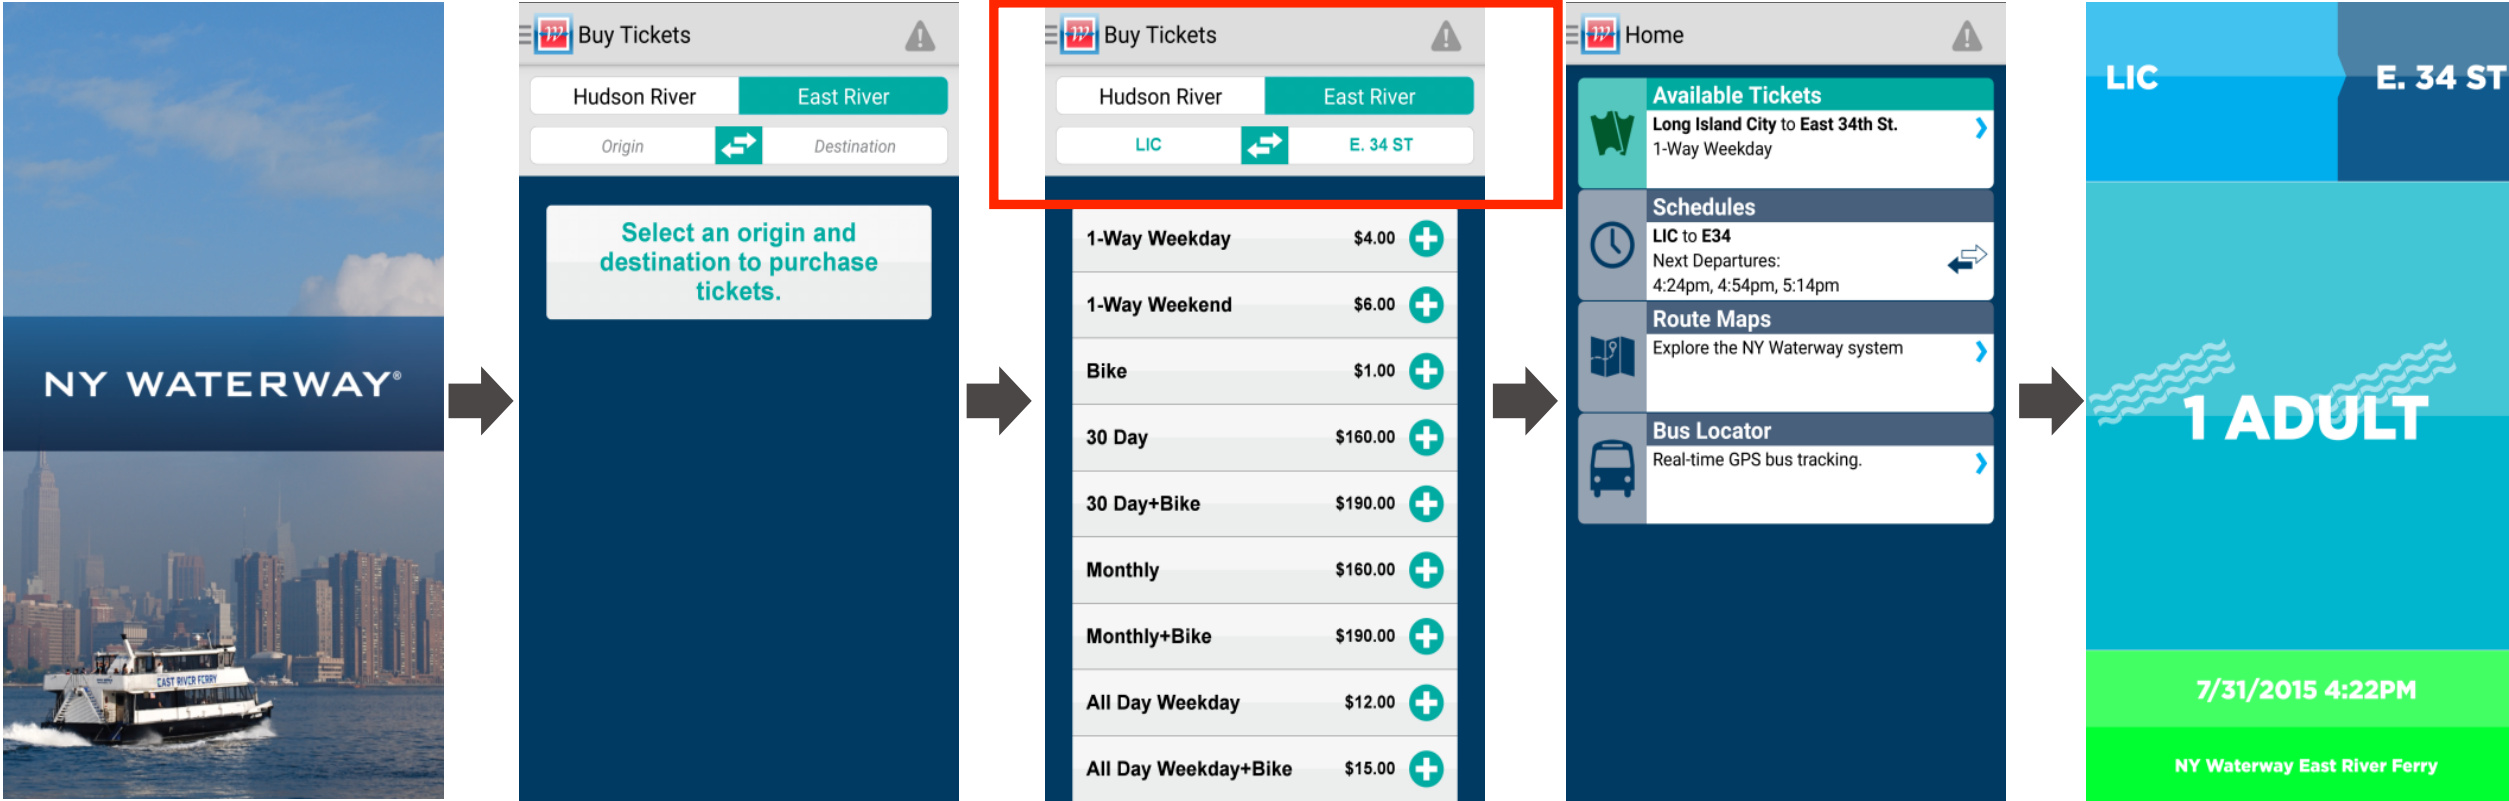 NY WATERWAY®
EAST RIVER FERRY
Buy Tickets
Hudson River
East River
Origin
Destination
Select an origin and
destination to purchase
tickets.
Buy Tickets
Hudson River
East River
LIC
E. 34 ST
1-Way Weekday $4.00
1-Way Weekend $6.00
Bike $1.00
30 Day $160.00
30 Day+Bike $190.00
Monthly $160.00
Monthly+Bike $190.00
All Day Weekday $12.00
All Day Weekday+Bike $15.00
Home
Available Tickets
Long Island City to East 34th St.
1-Way Weekday
Schedules
LIC to E34
Next Departures:
4:24pm, 4:54pm, 5:14pm
Route Maps
Explore the NY Waterway system
Bus Locator
Real-time GPS bus tracking.
LIC
E. 34 ST
1 ADULT
7/31/2015 4:22PM
NY Waterway East River Ferry